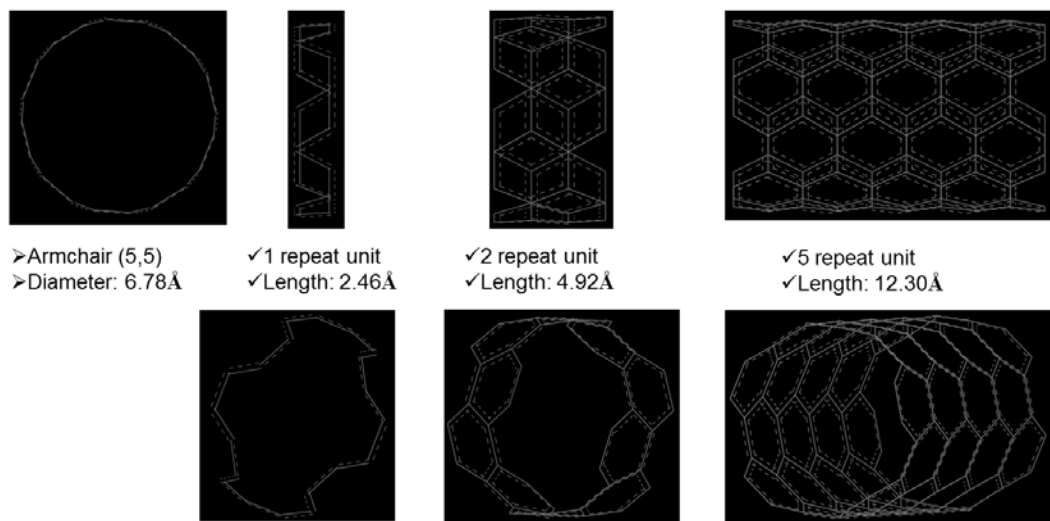 ➢Armchair (5,5)
➢Diameter: 6.78Å
✓1 repeat unit
✓Length: 2.46Å
✓2 repeat unit
✓Length: 4.92Å
✓5 repeat unit
✓Length: 12.30Å